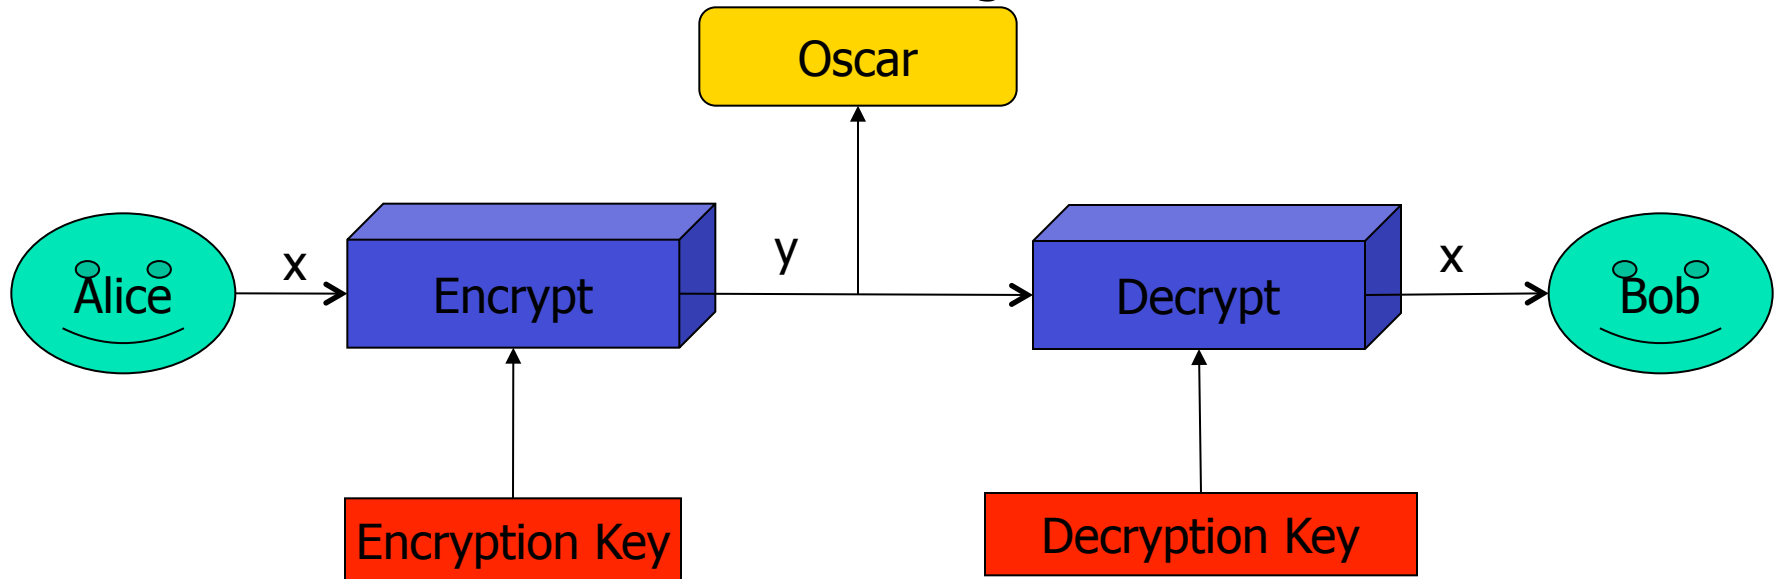 Oscar
x
y
x
Alice
Encrypt
Decrypt
Bob
Encryption Key
Decryption Key